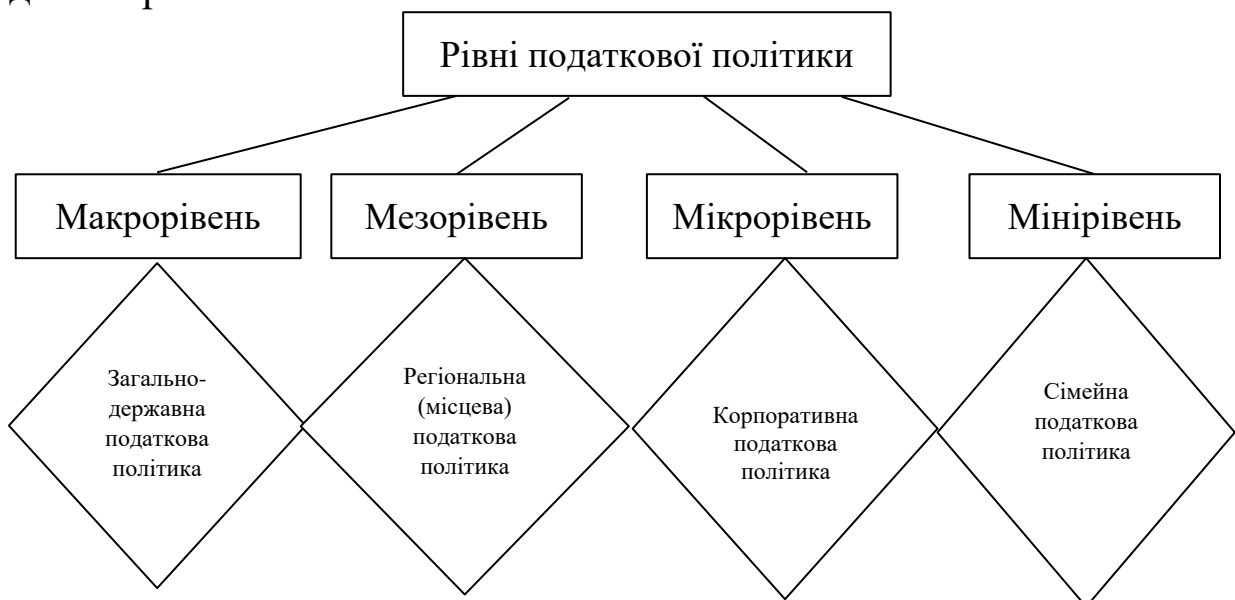 Рівні податкової політики
Макрорівень
Мезорівень
Мікрорівень
Мінірівень
Загально-
державна
податкова
політика
Регіональна
(місцева)
податкова
політика
Корпоративна
податкова
політика
Сімейна
податкова
політика